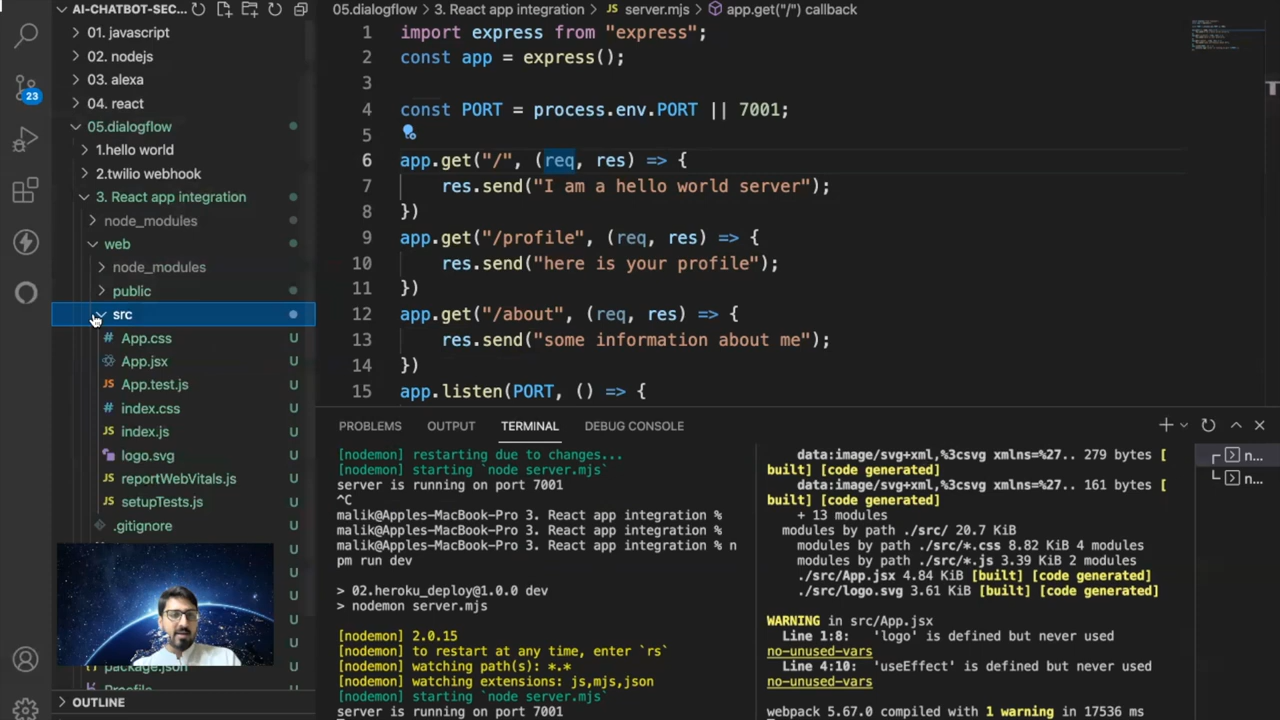 AI-CHATBOT-SEC...
01. javascript
02. nodejs
03. alexa
04. react
05.dialogflow
1.hello world
2.twilio webhook
3. React app integration
node_modules
web
node_modules
public
src
# App.css U
App.jsx U
JS App.test.js U
# index.css U
JS index.js U
logo.svg U
JS reportWebVitals.js U
JS setupTests.js U
.gitignore U
U
U
U
U
U
package.json U
Procfile U
OUTLINE
23
05.dialogflow > 3. React app integration > JS server.mjs > app.get("/") callback
1 import express from "express";
2 const app = express();
3
4 const PORT = process.env.PORT || 7001;
5
6 app.get("/", (req, res) => {
7 res.send("I am a hello world server");
8 })
9 app.get("/profile", (req, res) => {
10 res.send("here is your profile");
11 })
12 app.get("/about", (req, res) => {
13 res.send("some information about me");
14 })
15 app.listen(PORT, () => {
PROBLEMS OUTPUT TERMINAL DEBUG CONSOLE
[nodemon] restarting due to changes...
[nodemon] starting `node server.mjs`
server is running on port 7001
^C
malik@Apples-MacBook-Pro 3. React app integration %
malik@Apples-MacBook-Pro 3. React app integration %
malik@Apples-MacBook-Pro 3. React app integration % n
pm run dev
> 02.heroku_deploy@1.0.0 dev
> nodemon server.mjs
[nodemon] 2.0.15
[nodemon] to restart at any time, enter `rs`
[nodemon] watching path(s): *.*
[nodemon] watching extensions: js,mjs,json
[nodemon] starting `node server.mjs`
server is running on port 7001
data:image/svg+xml,%3csvg xmlns=%27.. 279 bytes [
built] [code generated]
data:image/svg+xml,%3csvg xmlns=%27.. 161 bytes [
built] [code generated]
+ 13 modules
modules by path ./src/ 20.7 KiB
modules by path ./src/*.css 8.82 KiB 4 modules
modules by path ./src/*.js 3.39 KiB 2 modules
./src/App.jsx 4.84 KiB [built] [code generated]
./src/logo.svg 3.61 KiB [built] [code generated]
WARNING in src/App.jsx
Line 1:8: 'logo' is defined but never used
no-unused-vars
Line 4:10: 'useEffect' is defined but never used
no-unused-vars
webpack 5.67.0 compiled with 1 warning in 17536 ms
n...
n...